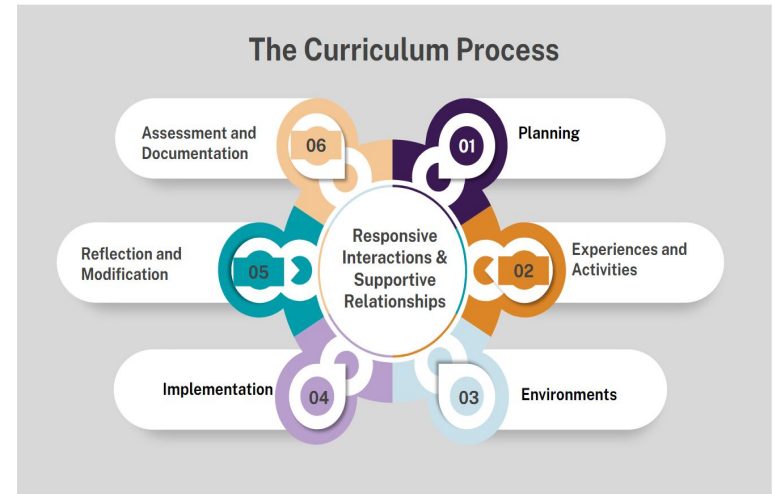 The Curriculum Process
01
Planning
02
Experiences and
Activities
03
Environments
04
Implementation
05
Reflection and
Modification
06
Assessment and
Documentation
Responsive
Interactions &
Supportive
Relationships